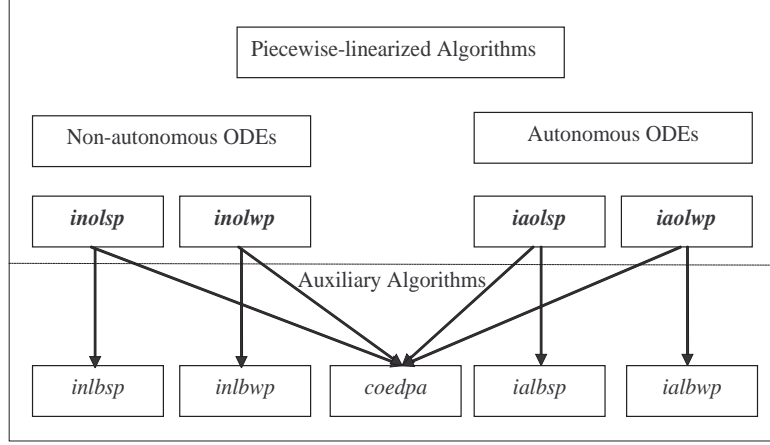 Piecewise-linearized Algorithms
Non-autonomous ODEs
Autonomous ODEs
inolsp
inolwp
iaolsp
iaolwp
Auxiliary Algorithms
inlbsp
inlbwp
coedpa
ialbsp
ialbwp